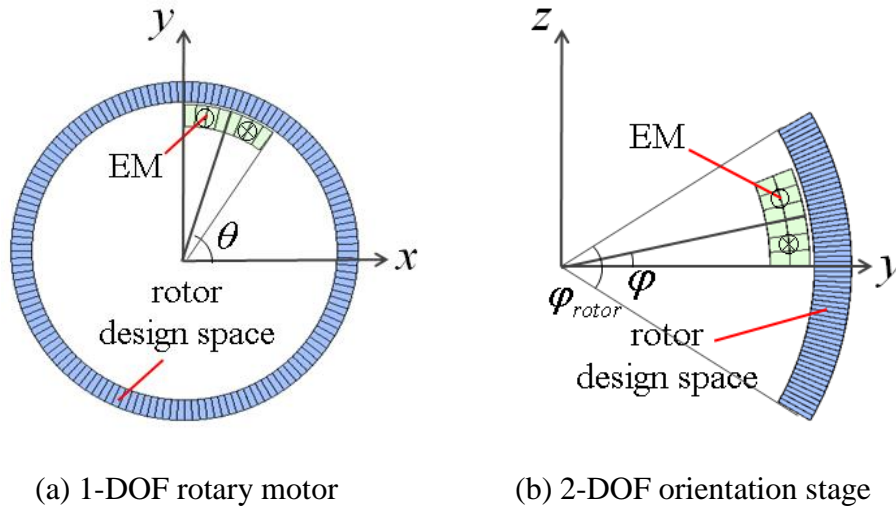 y
EM
θ
x
rotor
design space
(a) 1-DOF rotary motor
z
EM
φ
y
φrotor
rotor
design space
(b) 2-DOF orientation stage